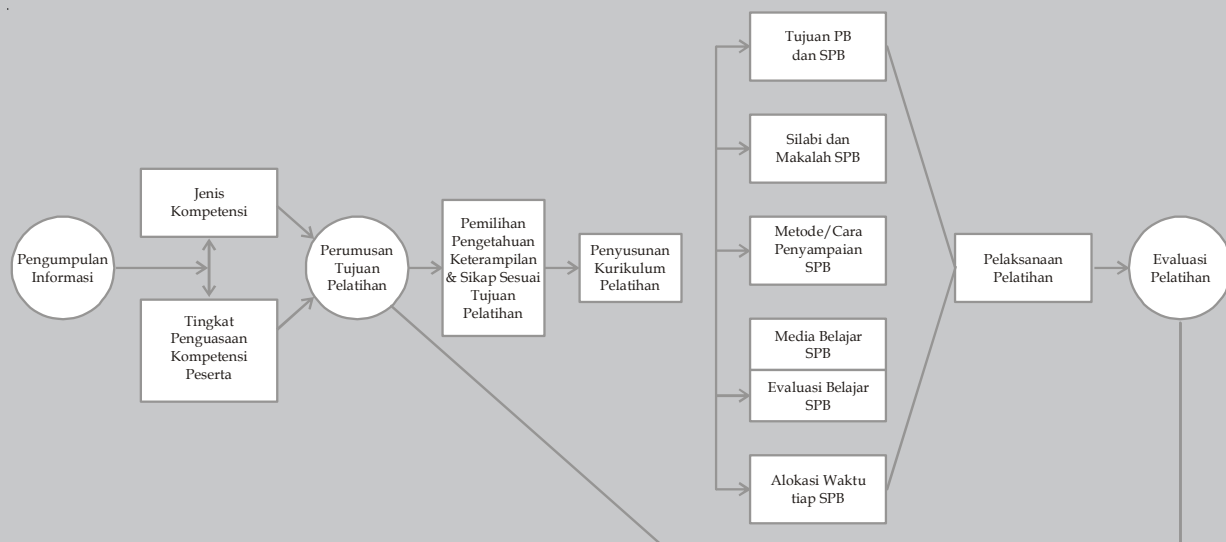 Pengumpulan
Informasi
Jenis
Kompetensi
Tingkat
Penguasaan
Kompetensi
Peserta
Perumusan
Tujuan
Pelatihan
Pemilihan
Pengetahuan
Keterampilan
& Sikap Sesuai
Tujuan
Pelatihan
Penyusunan
Kurikulum
Pelatihan
Tujuan PB
dan SPB
Silabi dan
Makalah SPB
Metode/Cara
Penyampaian
SPB
Media Belajar
SPB
Evaluasi Belajar
SPB
Alokasi Waktu
tiap SPB
Pelaksanaan
Pelatihan
Evaluasi
Pelatihan